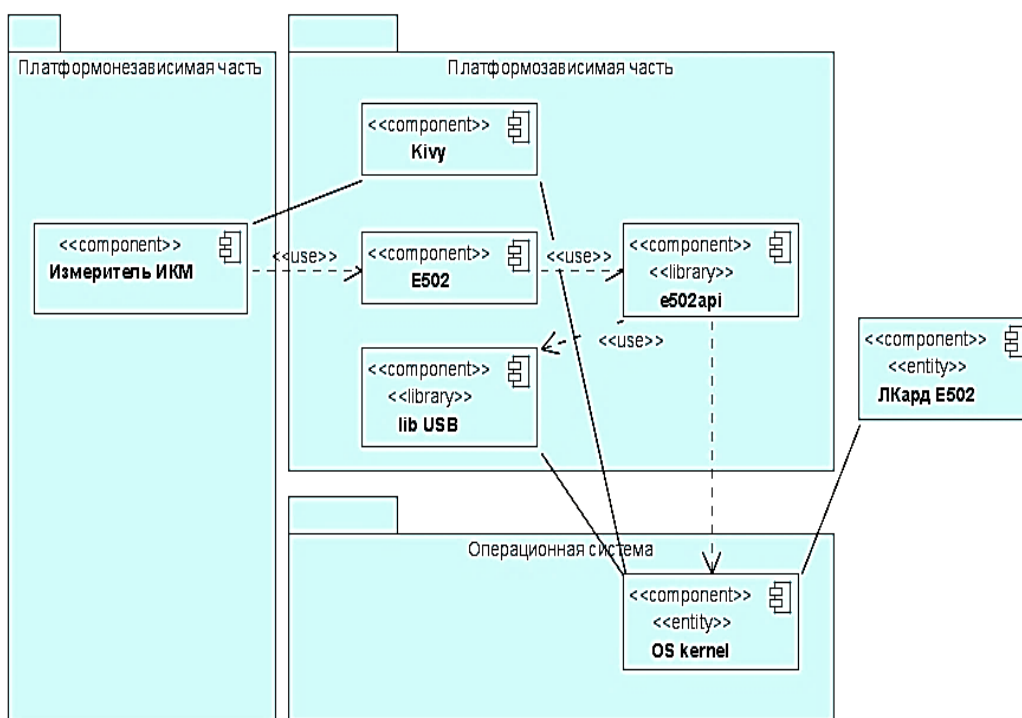 Платформонезависимая часть
Платформозависимая часть
<<component>>
Kivy
<<component>>
Измеритель ИКМ
<<use>>
<<component>>
E502
<<use>>
<<component>>
<<library>>
e502api
<<use>>
<<component>>
<<library>>
lib USB
<<component>>
<<entity>>
ЛКард E502
Операционная система
<<component>>
<<entity>>
OS kernel